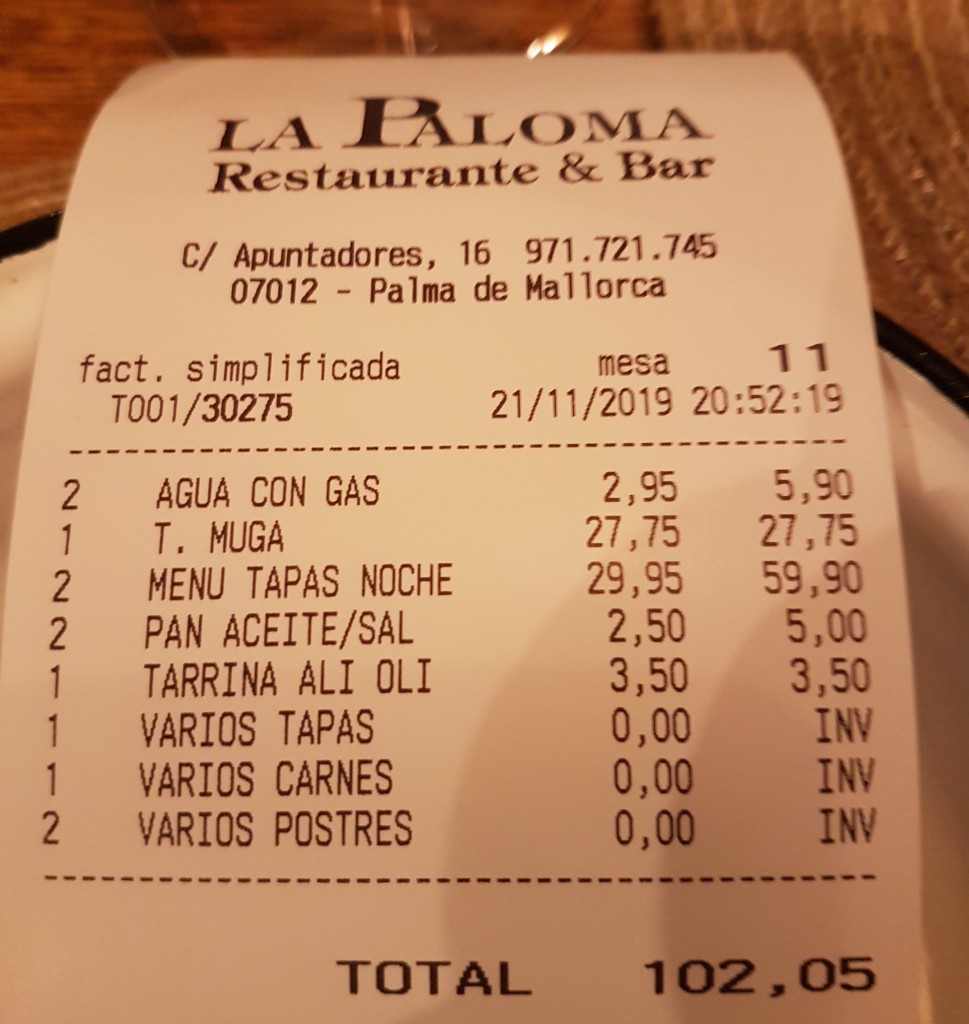 LA PALOMA
Restaurante & Bar
C/ Apuntadores, 16 971.721.745
07012 - Palma de Mallorca
fact. simplificada mesa 11
T001/30275 21/11/2019 20:52:19
2 AGUA CON GAS 2,95 5,90
1 T. MUGA 27,75 27,75
2 MENU TAPAS NOCHE 29,95 59,90
2 PAN ACEITE/SAL 2,50 5,00
1 TARRINA ALI OLI 3,50 3,50
1 VARIOS TAPAS 0,00 INV
1 VARIOS CARNES 0,00 INV
2 VARIOS POSTRES 0,00 INV
TOTAL 102,05